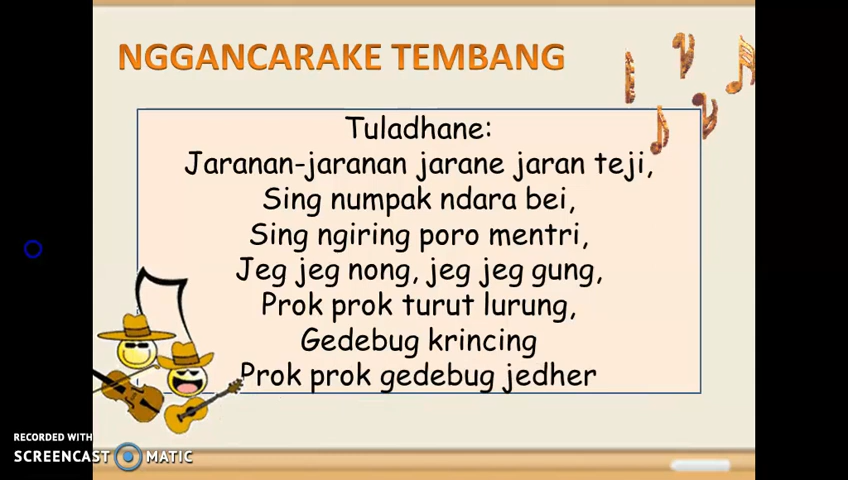 NGGANCARAKE TEMBANG
Tuladhane:
Jaranan-jaranan jarane jaran teji,
Sing numpak ndara bei,
Sing ngiring poro mentri,
Jeg jeg nong, jeg jeg gung,
Prok prok turut lurung,
Gedebug krincing
Prok prok gedebug jedher
RECORDED WITH
SCREENCAST MATIC